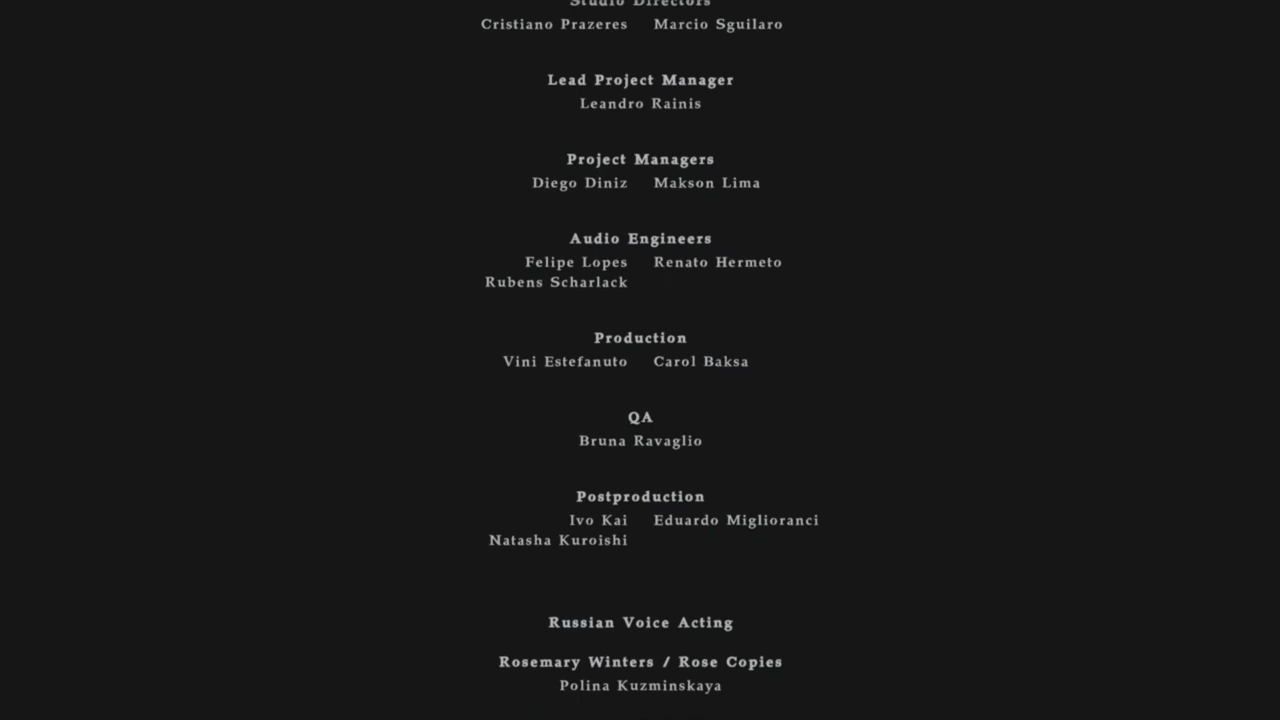 Studio Directors
Cristiano Prazeres Marcio Sguilaro
Lead Project Manager
Leandro Rainis
Project Managers
Diego Diniz Makson Lima
Audio Engineers
Felipe Lopes Renato Hermeto
Rubens Scharlack
Production
Vini Estefanuto Carol Baksa
QA
Bruna Ravaglio
Postproduction
Ivo Kai Eduardo Miglioranci
Natasha Kuroishi
Russian Voice Acting
Rosemary Winters / Rose Copies
Polina Kuzminskaya